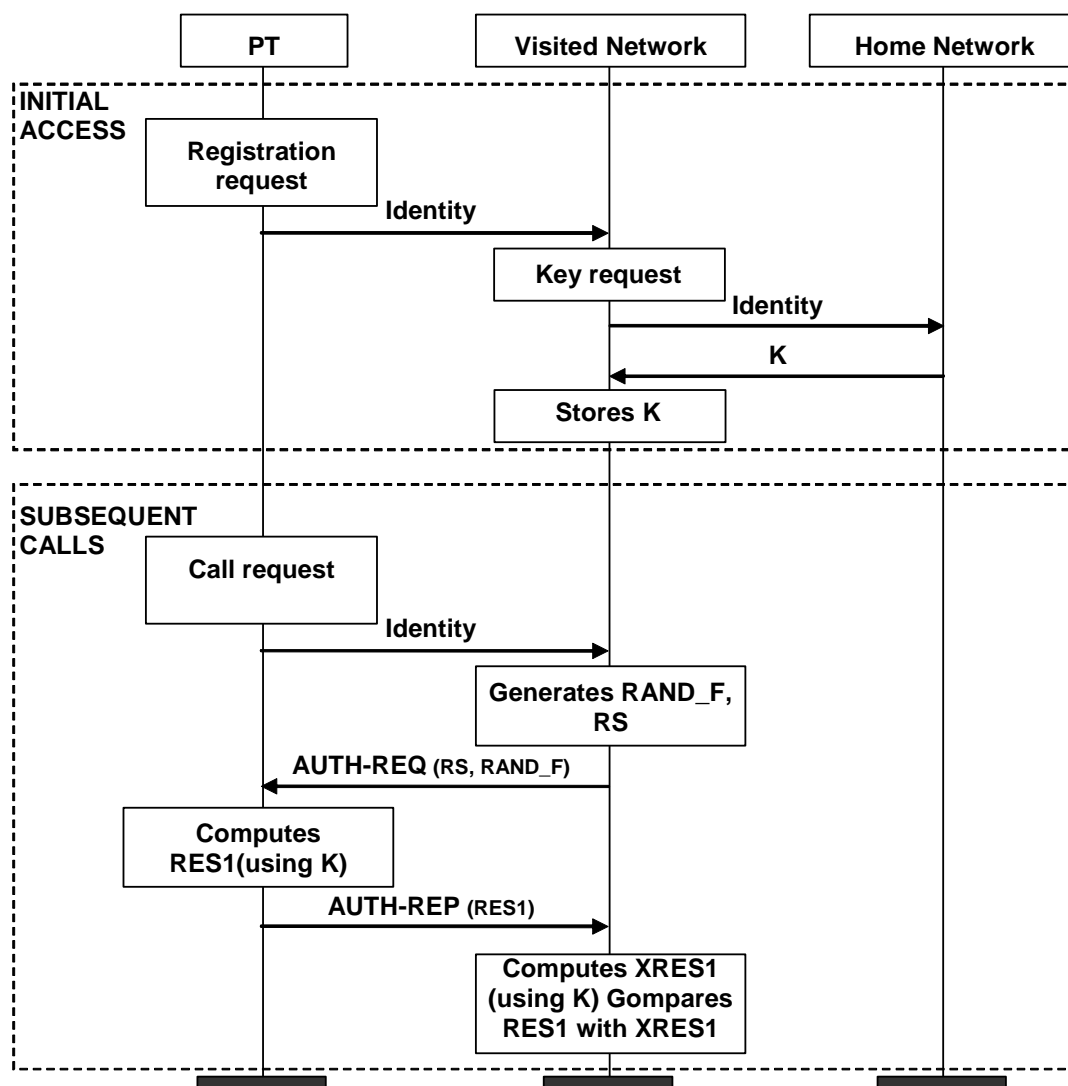 PT
Visited Network
Home Network
INITIAL
ACCESS
Registration
request
Identity
Key request
Identity
K
Stores K
SUBSEQUENT
CALLS
Call request
Identity
Generates RAND_F,
RS
AUTH-REQ (RS, RAND_F)
Computes
RES1(using K)
AUTH-REP (RES1)
Computes XRES1
(using K) Gompares
RES1 with XRES1